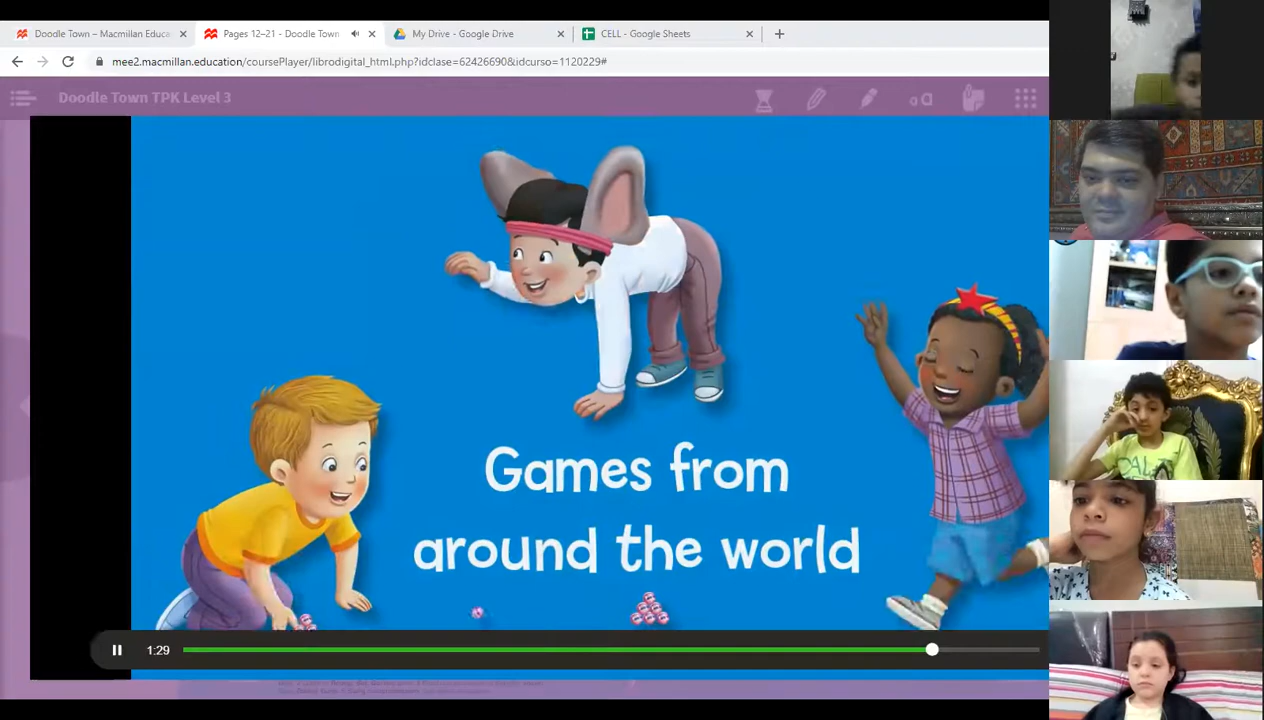 Doodle Town – Macmillan Educa
Pages 12–21 - Doodle Town
My Drive - Google Drive
CELL - Google Sheets
mee2.macmillan.education/coursePlayer/librodigital_html.php?idclase=62426690&idcurso=1120229#
Doodle Town TPK Level 3
a a
Games from
around the world
1:29